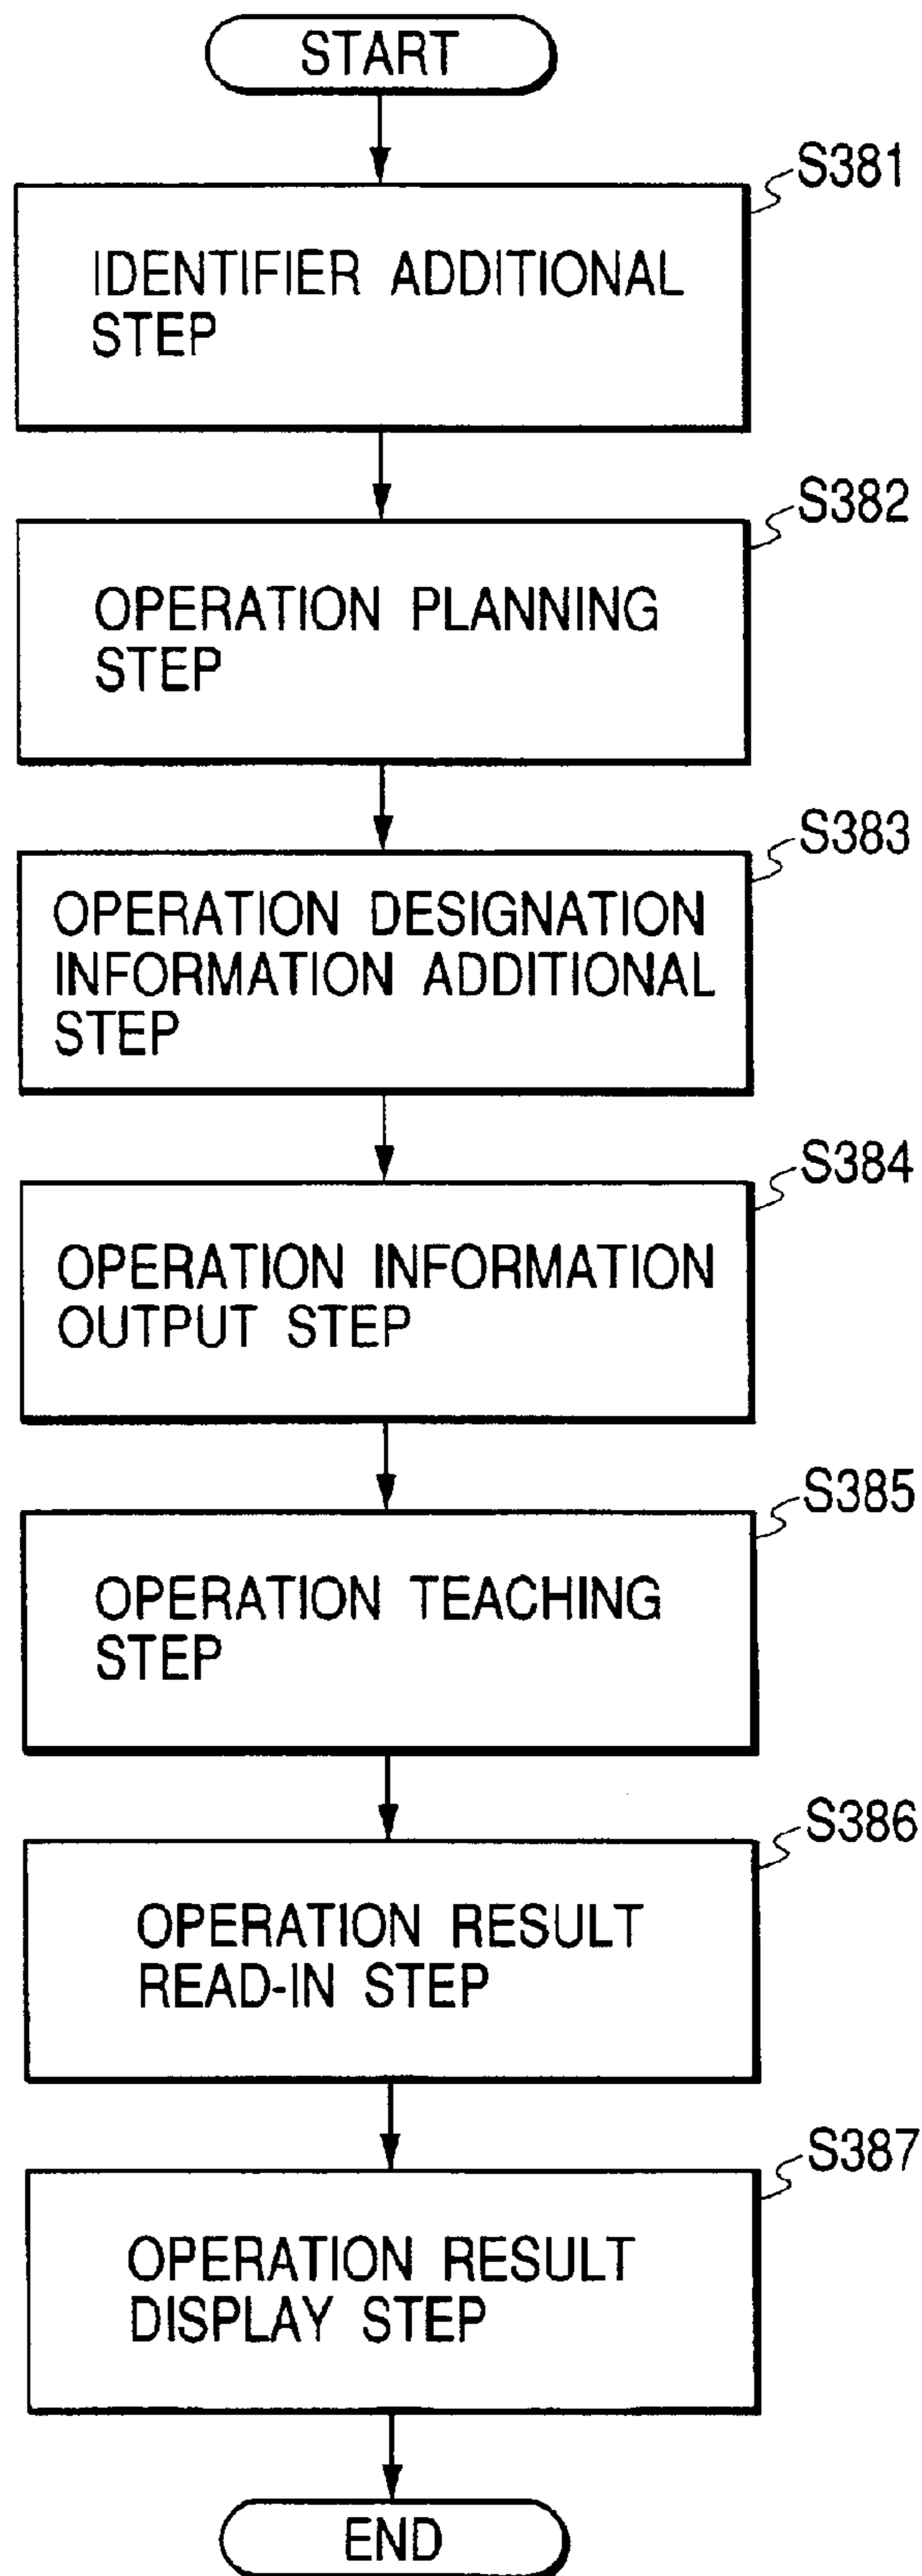 START
S381
IDENTIFIER ADDITIONAL
STEP
S382
OPERATION PLANNING
STEP
S383
OPERATION DESIGNATION
INFORMATION ADDITIONAL
STEP
S384
OPERATION INFORMATION
OUTPUT STEP
S385
OPERATION TEACHING
STEP
S386
OPERATION RESULT
READ-IN STEP
S387
OPERATION RESULT
DISPLAY STEP
END